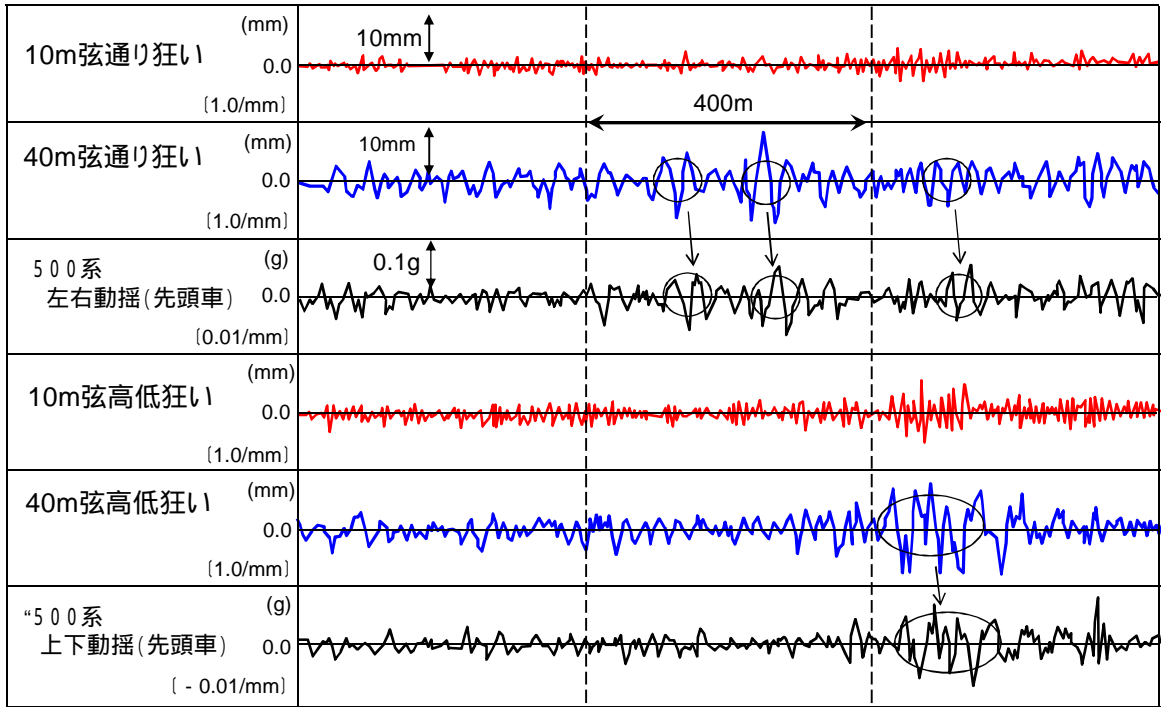 10m弦通り狂い
(mm)
0.0
[1.0/mm]
10mm
400m
40m弦通り狂い
(mm)
0.0
[1.0/mm]
10mm
500系
左右動揺(先頭車)
(g)
0.0
[0.01/mm]
0.1g
10m弦高低狂い
(mm)
0.0
[1.0/mm]
40m弦高低狂い
(mm)
0.0
[1.0/mm]
“500系
上下動揺(先頭車)
(g)
0.0
[ - 0.01/mm]